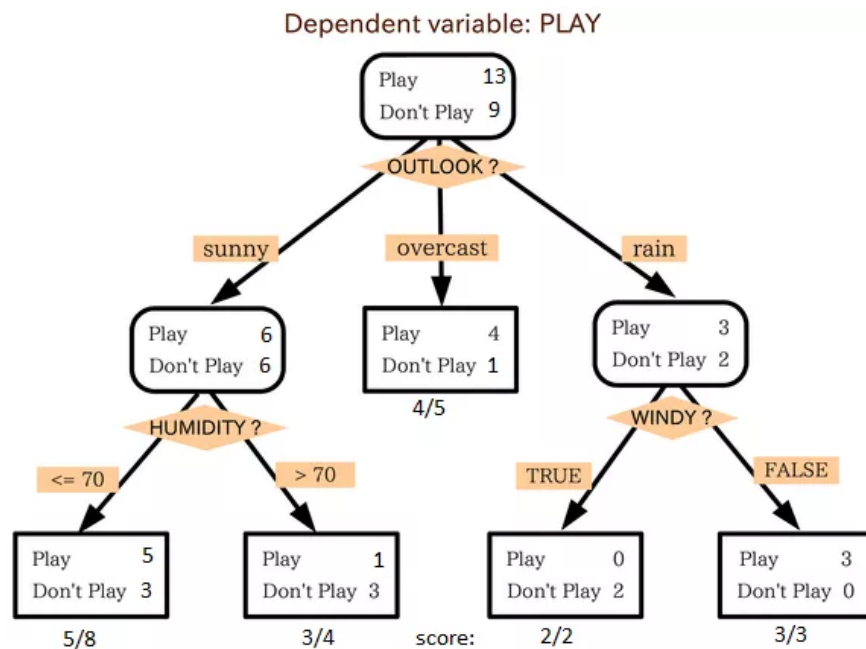 Dependent variable: PLAY
Play 13
Don't Play 9
OUTLOOK ?
sunny
overcast
rain
Play 6
Don't Play 6
Play 4
Don't Play 1
Play 3
Don't Play 2
4/5
HUMIDITY ?
WINDY ?
<= 70
> 70
TRUE
FALSE
Play 5
Don't Play 3
Play 1
Don't Play 3
Play 0
Don't Play 2
Play 3
Don't Play 0
5/8
3/4
score:
2/2
3/3